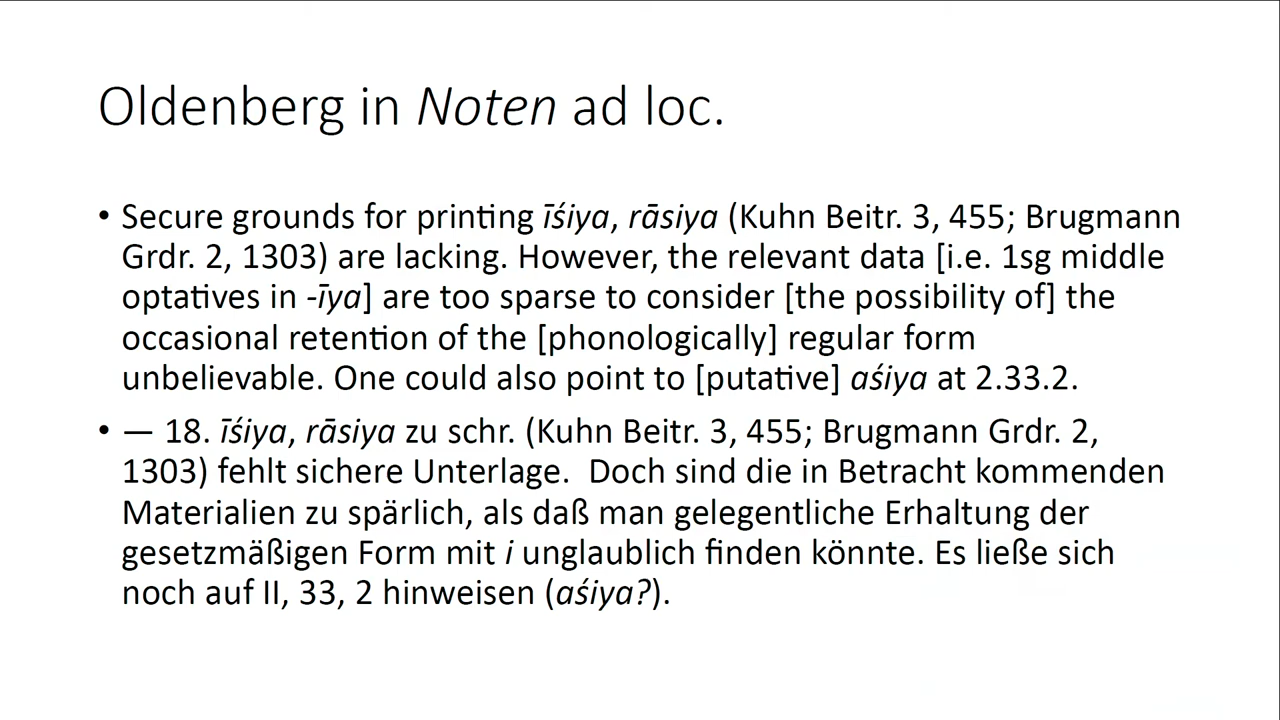 Oldenberg in Noten ad loc.
• Secure grounds for printing īśiya, rāsiya (Kuhn Beitr. 3, 455; Brugmann
Grdr. 2, 1303) are lacking. However, the relevant data [i.e. 1sg middle
optatives in -īya] are too sparse to consider [the possibility of] the
occasional retention of the [phonologically] regular form
unbelievable. One could also point to [putative] aśiya at 2.33.2.
• — 18. īśiya, rāsiya zu schr. (Kuhn Beitr. 3, 455; Brugmann Grdr. 2,
1303) fehlt sichere Unterlage. Doch sind die in Betracht kommenden
Materialien zu spärlich, als daß man gelegentliche Erhaltung der
gesetzmäßigen Form mit i unglaublich finden könnte. Es ließe sich
noch auf II, 33, 2 hinweisen (aśiya?).